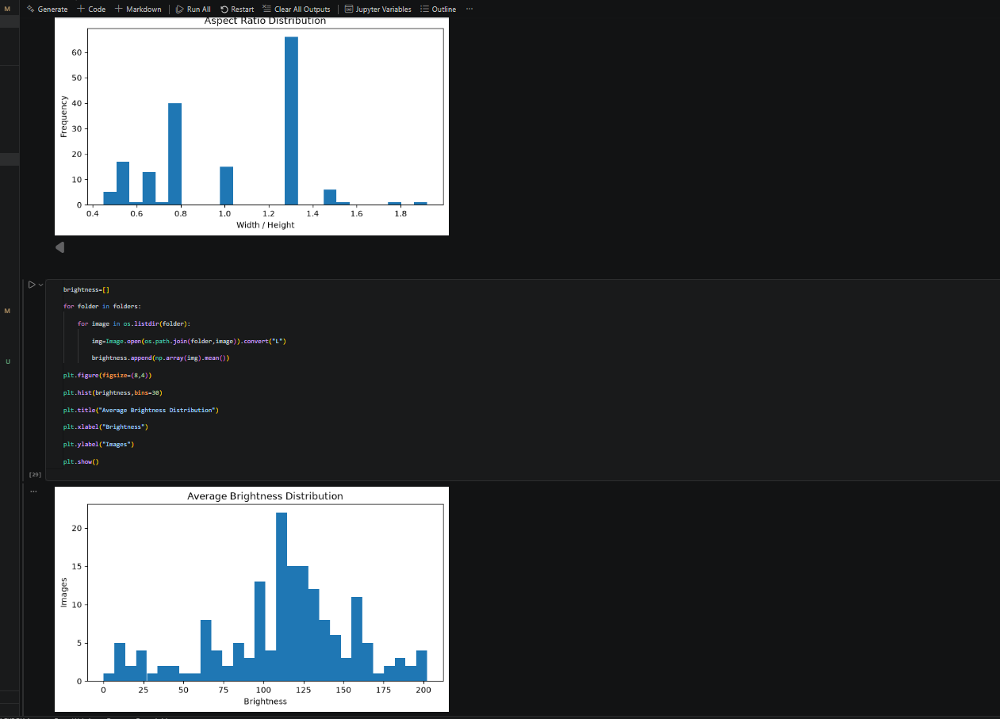 M
Generate + Code + Markdown Run All Restart Clear All Outputs Jupyter Variables Outline ...
Aspect Ratio Distribution
Frequency
60
50
40
30
20
10
0
0.4 0.6 0.8 1.0 1.2 1.4 1.6 1.8
Width / Height
brightness=[]
for folder in folders:
for image in os.listdir(folder):
img=Image.open(os.path.join(folder,image)).convert("L")
brightness.append(np.array(img).mean())
plt.figure(figsize=(8,4))
plt.hist(brightness,bins=30)
plt.title("Average Brightness Distribution")
plt.xlabel("Brightness")
plt.ylabel("Images")
plt.show()
M
U
[29]
...
Average Brightness Distribution
Images
20
15
10
5
0
0 25 50 75 100 125 150 175 200
Brightness